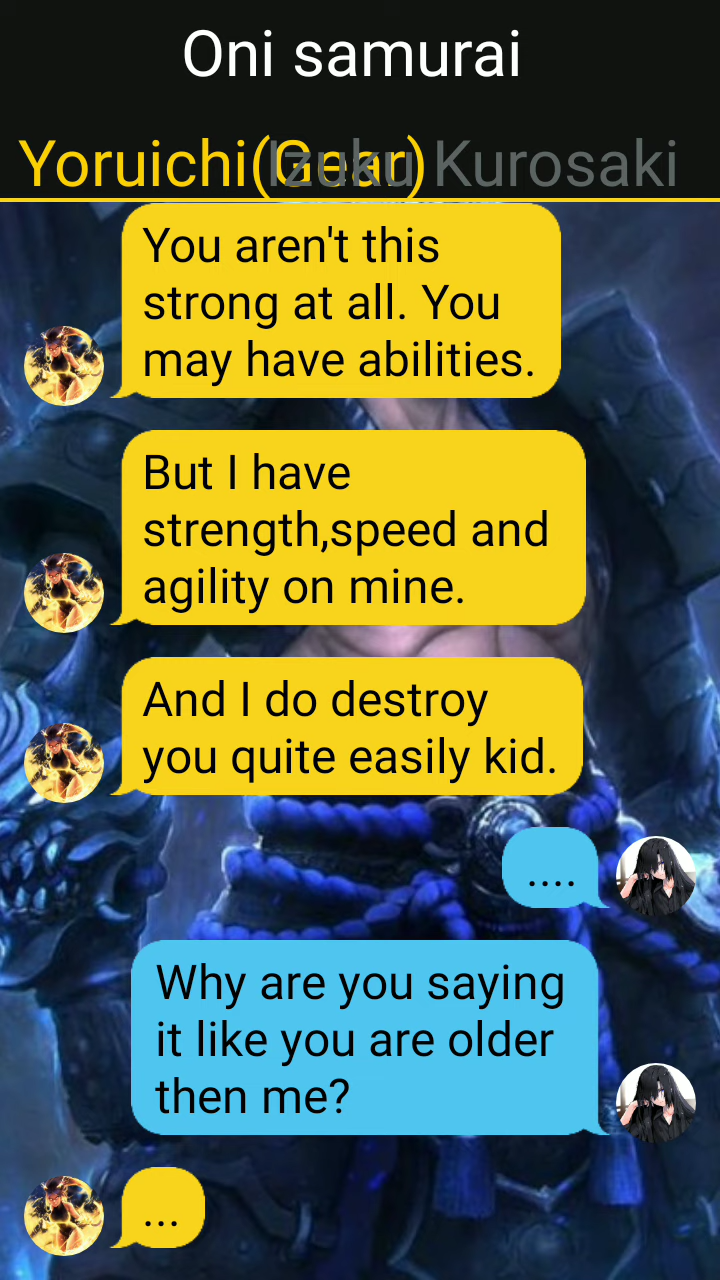 Oni samurai
Yoruichi(Gear) Izuku Kurosaki
You aren't this
strong at all. You
may have abilities.
But I have
strength,speed and
agility on mine.
And I do destroy
you quite easily kid.
....
Why are you saying
it like you are older
then me?
...